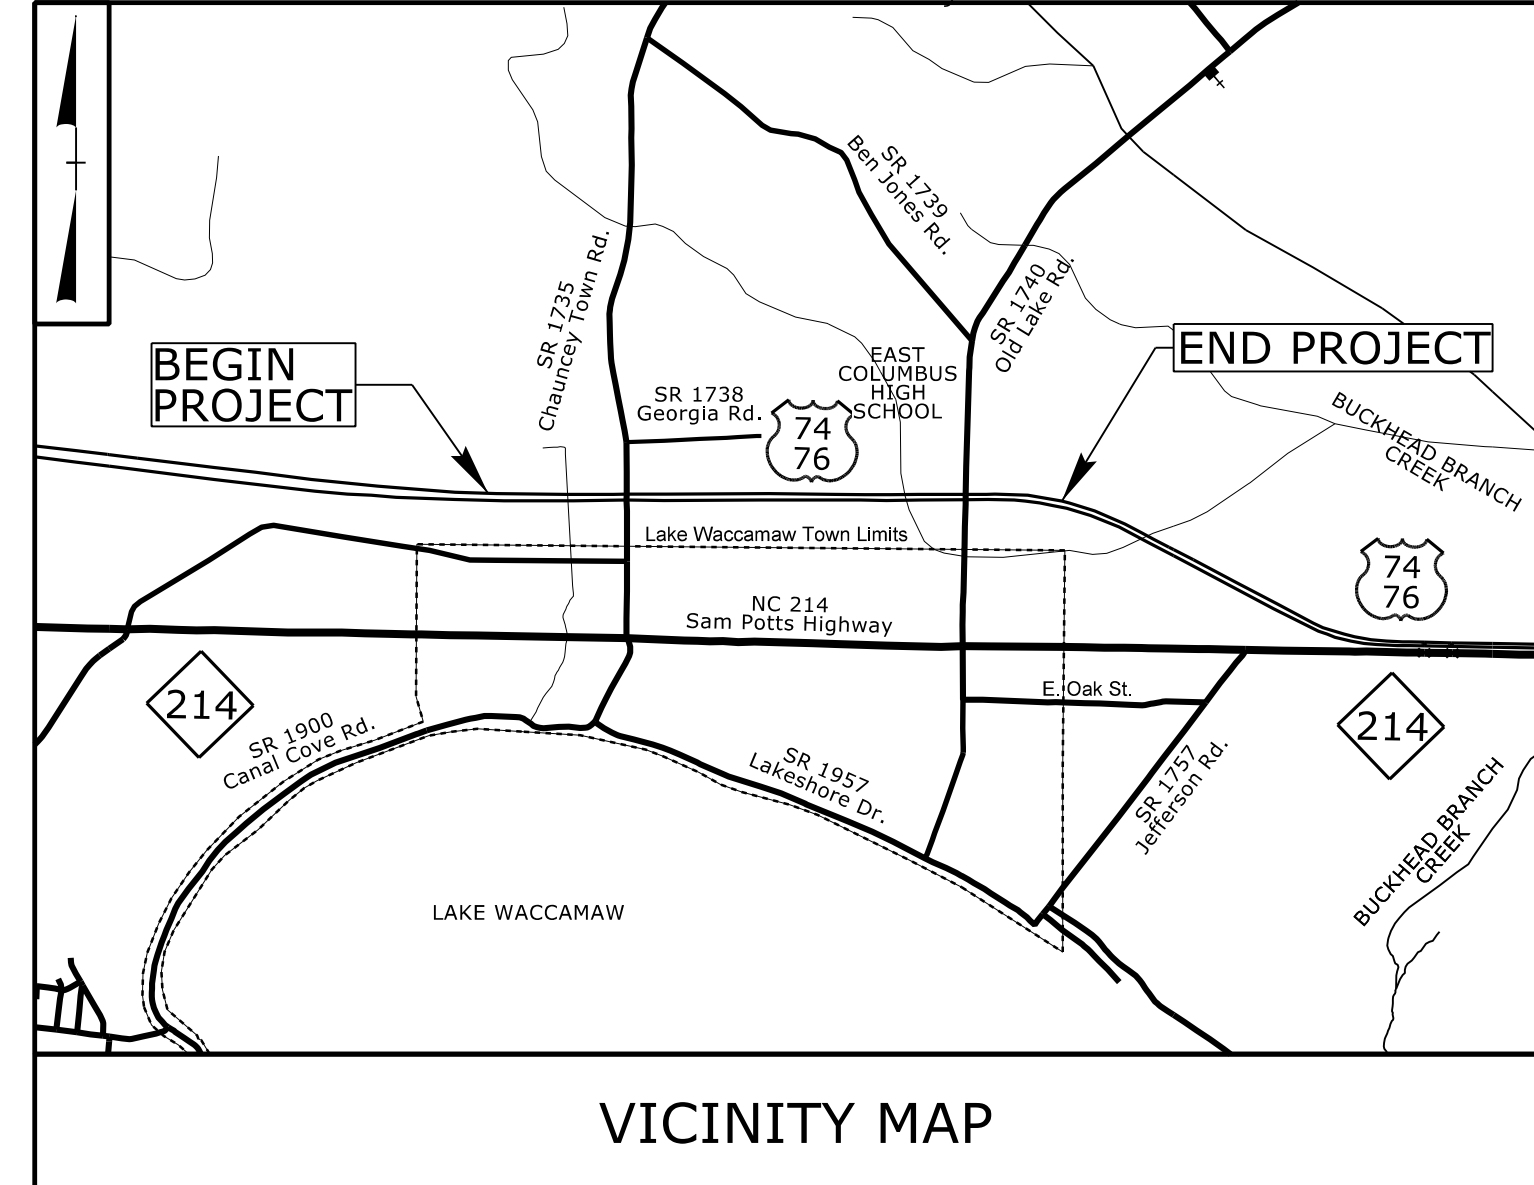 SR 1739
Ben Jones Rd.
SR 1735
Chauncey Town Rd.
SR 1740
Old Lake Rd.
BEGIN
PROJECT
END PROJECT
EAST
COLUMBUS
HIGH
SCHOOL
SR 1738
Georgia Rd.
74
76
BUCKHEAD BRANCH
CREEK
Lake Waccamaw Town Limits
74
76
NC 214
Sam Potts Highway
214
SR 1900
Canal Cove Rd.
E. Oak St.
214
SR 1957
Lakeshore Dr.
SR 1757
Jefferson Rd.
BUCKHEAD BRANCH
CREEK
LAKE WACCAMAW
VICINITY MAP